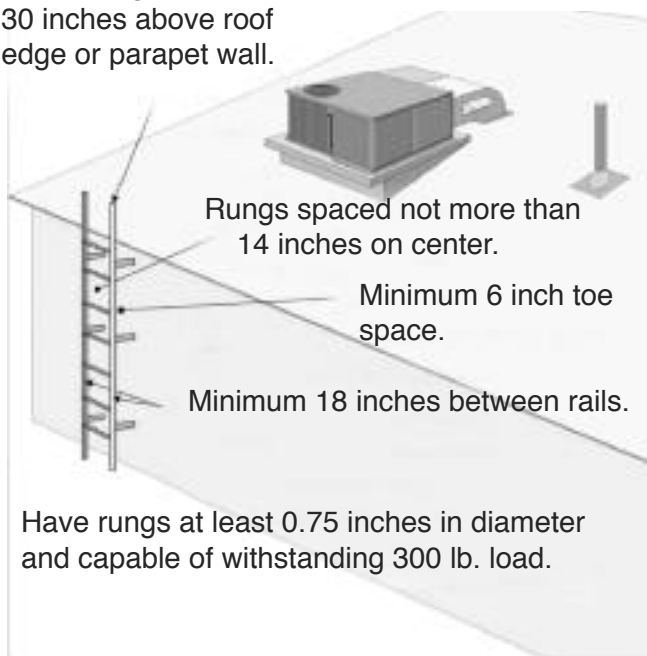 30 inches above roof
edge or parapet wall.
Rungs spaced not more than
14 inches on center.
Minimum 6 inch toe
space.
Minimum 18 inches between rails.
Have rungs at least 0.75 inches in diameter
and capable of withstanding 300 lb. load.